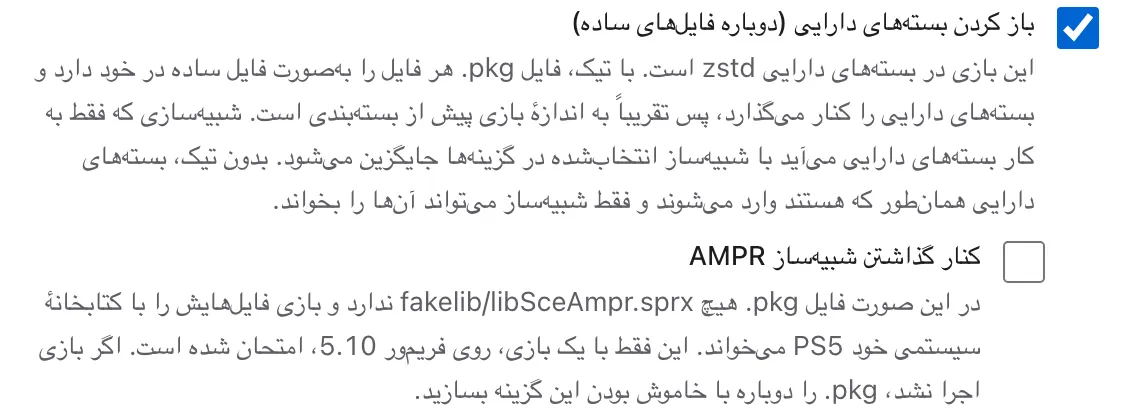 باز کردن بسته‌های دارایی (دوباره فایل‌های ساده)
این بازی در بسته‌های دارایی zstd است. با تیک، فایل pkg. هر فایل را به‌صورت فایل ساده در خود دارد و
بسته‌های دارایی را کنار می‌گذارد، پس تقریباً به اندازهٔ بازی پیش از بسته‌بندی است. شبیه‌سازی که فقط به
کار بسته‌های دارایی می‌آید با شبیه‌ساز انتخاب‌شده در گزینه‌ها جایگزین می‌شود. بدون تیک، بسته‌های
دارایی همان‌طور که هستند وارد می‌شوند و فقط شبیه‌ساز می‌تواند آن‌ها را بخواند.
کنار گذاشتن شبیه‌ساز AMPR
در این صورت فایل pkg. هیچ fakelib/libSceAmpr.sprx ندارد و بازی فایل‌هایش را با کتابخانهٔ
سیستمی خود PS5 می‌خواند. این فقط با یک بازی، روی فریم‌ور 5.10، امتحان شده است. اگر بازی
اجرا نشد، pkg. را دوباره با خاموش بودن این گزینه بسازید.